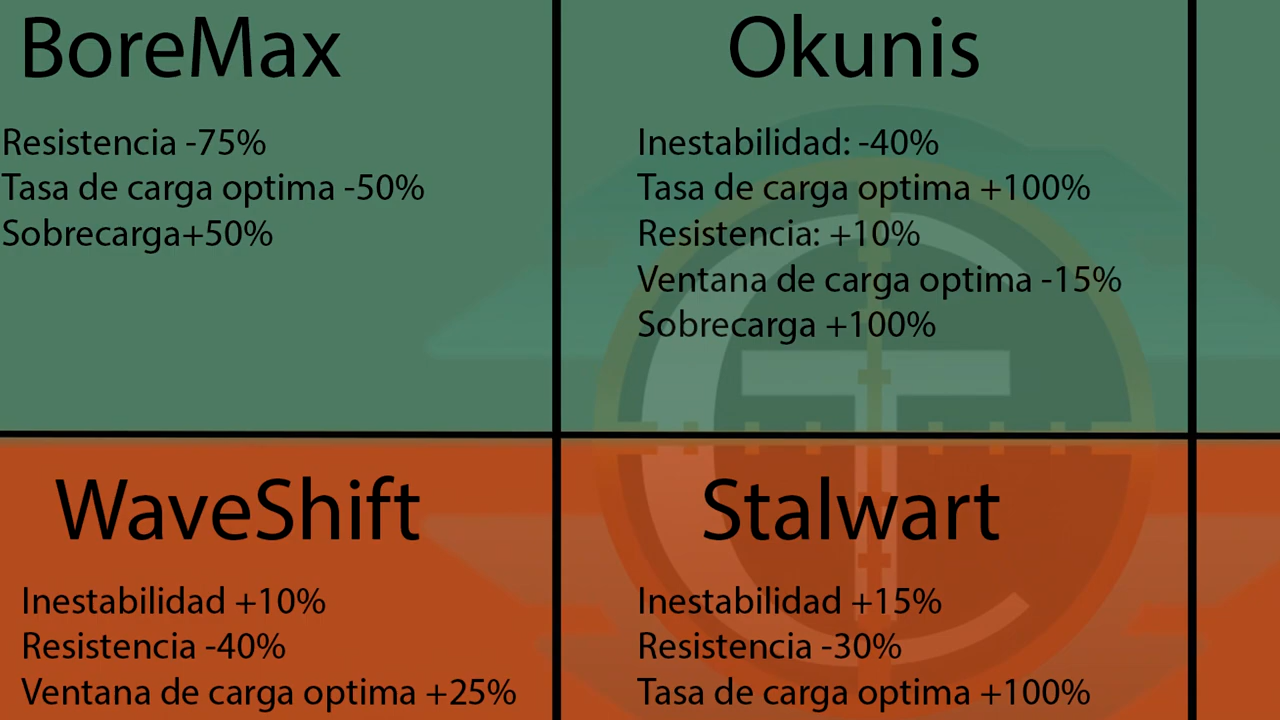 BoreMax
Resistencia -75%
Tasa de carga optima -50%
Sobrecarga+50%
Okunis
Inestabilidad: -40%
Tasa de carga optima +100%
Resistencia: +10%
Ventana de carga optima -15%
Sobrecarga +100%
WaveShift
Inestabilidad +10%
Resistencia -40%
Ventana de carga optima +25%
Stalwart
Inestabilidad +15%
Resistencia -30%
Tasa de carga optima +100%